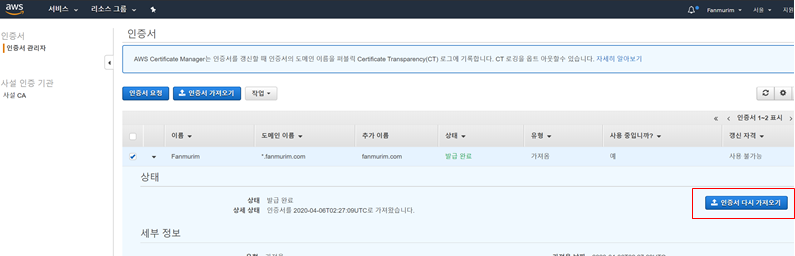 aws 서비스 리소스 그룹 Fanmurim 서울 지원
인증서
인증서 관리자
사설 인증 기관
사설 CA
인증서
AWS Certificate Manager는 인증서를 갱신할 때 인증서의 도메인 이름을 퍼블릭 Certificate Transparency(CT) 로그에 기록합니다. CT 로깅을 옵트 아웃할수 있습니다. 자세히 알아보기
인증서 요청 인증서 가져오기 작업
인증서 1~2 표시
이름 도메인 이름 추가 이름 상태 유형 사용 중입니까? 갱신 자격
Fanmurim *.fanmurim.com fanmurim.com 발급 완료 가져옴 예 사용 불가능
상태
상태 발급 완료
상세 상태 인증서를 2020-04-06T02:27:09UTC로 가져왔습니다.
인증서 다시 가져오기
세부 정보